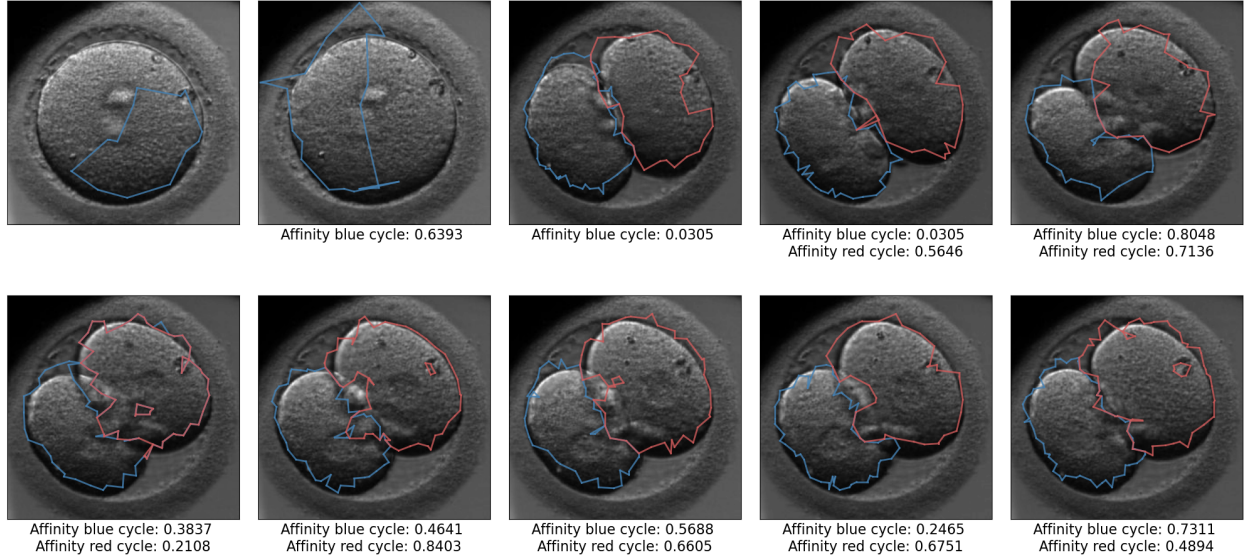 Affinity blue cycle: 0.6393
Affinity blue cycle: 0.0305
Affinity blue cycle: 0.0305
Affinity red cycle: 0.5646
Affinity blue cycle: 0.8048
Affinity red cycle: 0.7136
Affinity blue cycle: 0.3837
Affinity red cycle: 0.2108
Affinity blue cycle: 0.4641
Affinity red cycle: 0.8403
Affinity blue cycle: 0.5688
Affinity red cycle: 0.6605
Affinity blue cycle: 0.2465
Affinity red cycle: 0.6751
Affinity blue cycle: 0.7311
Affinity red cycle: 0.4894